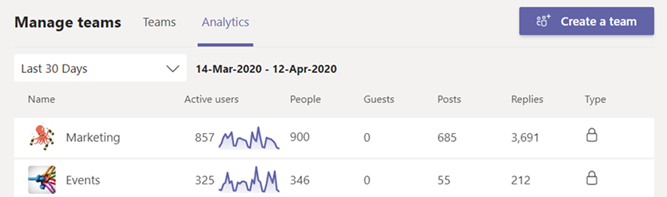 Manage teams Teams Analytics Create a team
Last 30 Days 14-Mar-2020 - 12-Apr-2020
Name Active users People Guests Posts Replies Type
Marketing 857 900 0 685 3,691
Events 325 346 0 55 212